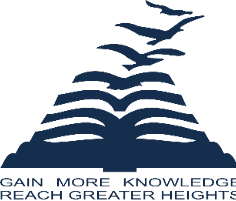 GAIN MORE KNOWLEDGE
REACH GREATER HEIGHTS